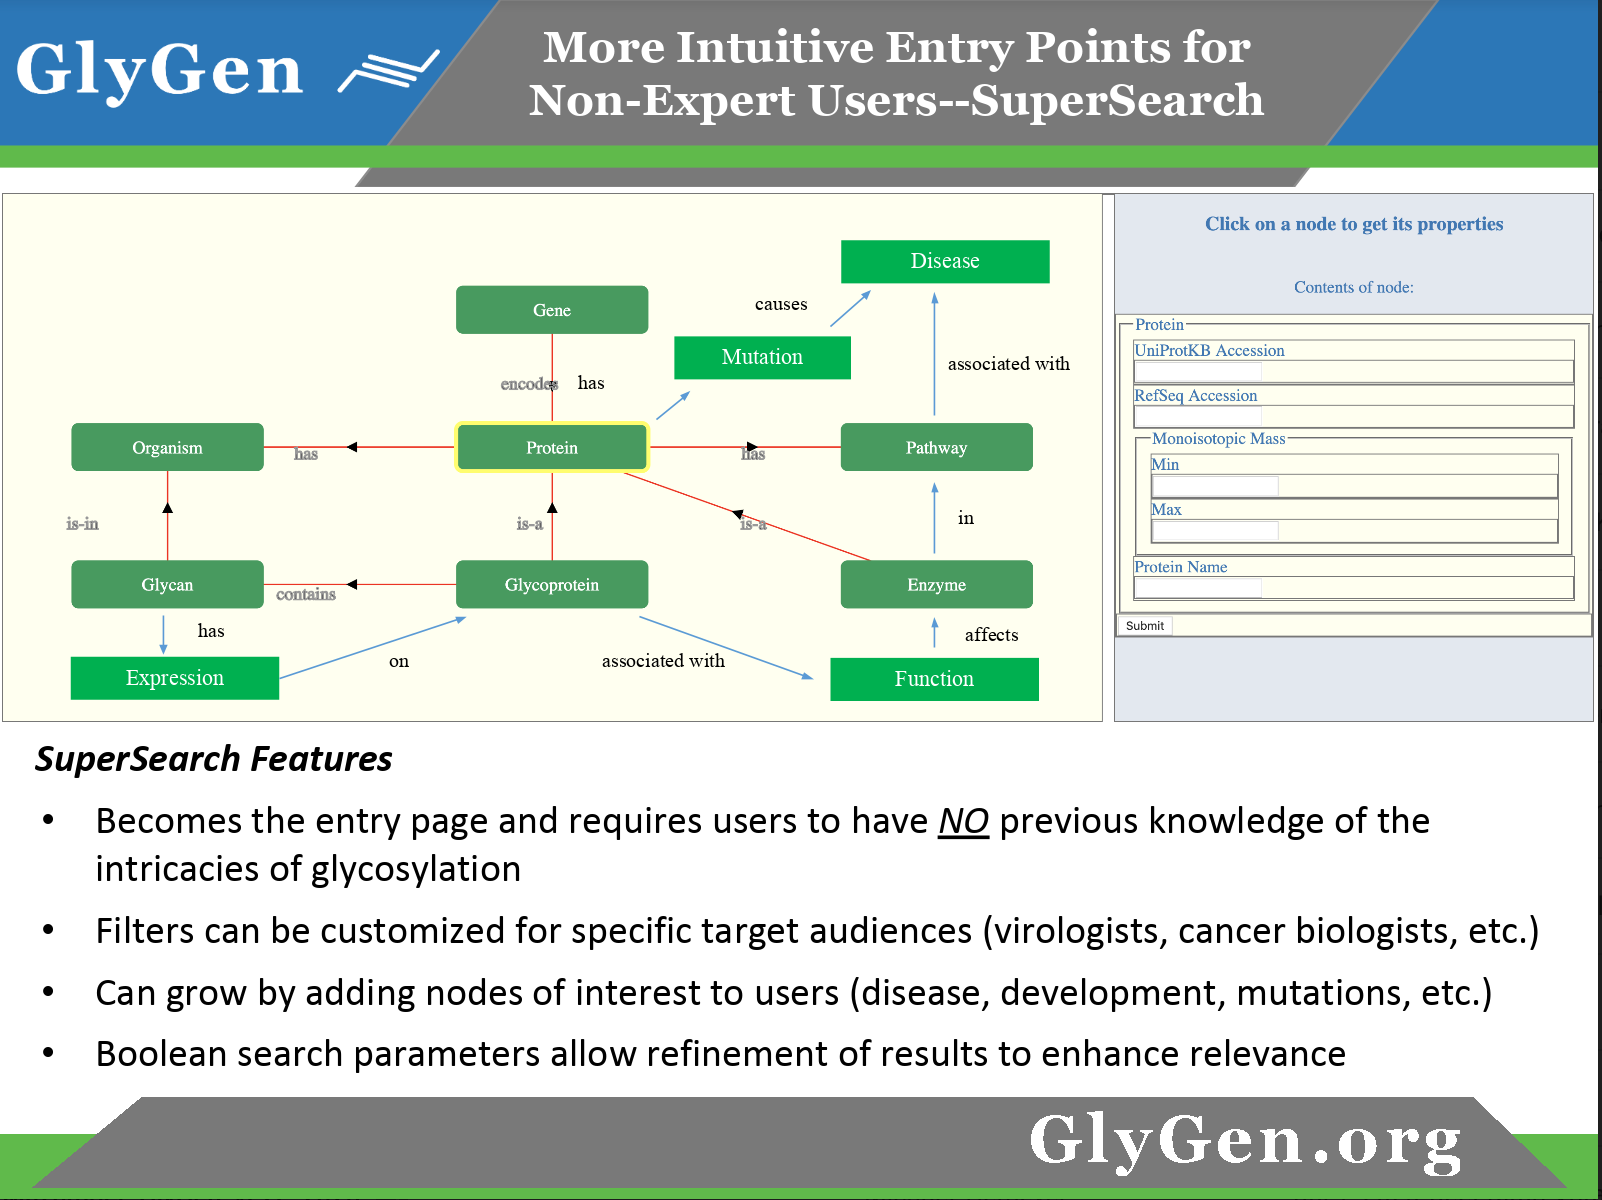 GlyGen
More Intuitive Entry Points for
Non-Expert Users--SuperSearch
Disease
Gene
causes
Mutation
associated with
encodes
has
Organism
has
Protein
has
Pathway
is-in
is-a
is-a
in
Glycan
contains
Glycoprotein
Enzyme
has
on
associated with
affects
Expression
Function
Click on a node to get its properties
Contents of node:
Protein
UniProtKB Accession
RefSeq Accession
Monoisotopic Mass
Min
Max
Protein Name
Submit
SuperSearch Features
• Becomes the entry page and requires users to have NO previous knowledge of the
intricacies of glycosylation
• Filters can be customized for specific target audiences (virologists, cancer biologists, etc.)
• Can grow by adding nodes of interest to users (disease, development, mutations, etc.)
• Boolean search parameters allow refinement of results to enhance relevance
GlyGen.org